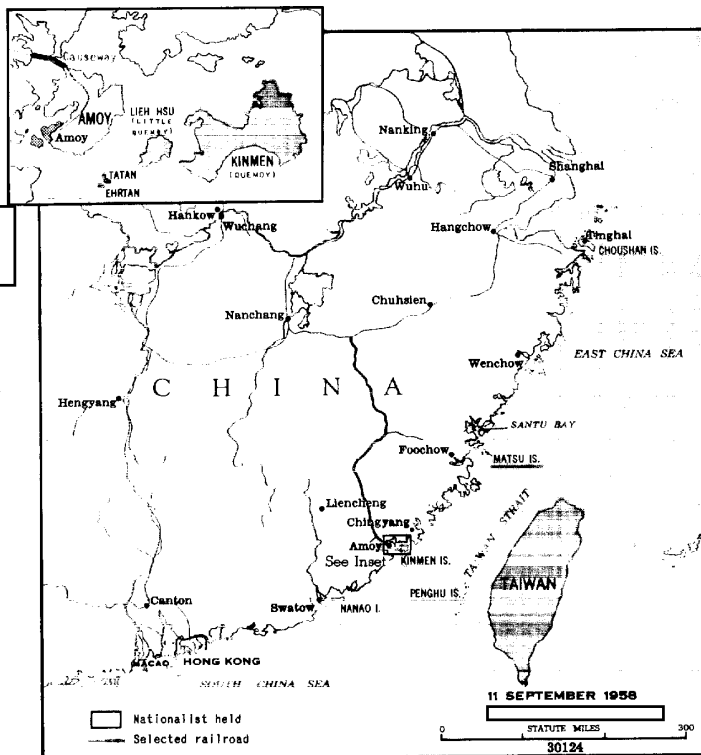 Causeway
AMOY
Amoy
LIEH HSU
(LITTLE
QUEMOY)
KINMEN
(QUEMOY)
TATAN
EHRTAN
Nanking
Shanghai
Wuhu
Hankow
Wuchang
Hangchow
Tinghai
CHOUSHAN IS.
Nanchang
Chuhsien
Wenchow
EAST CHINA SEA
CHINA
Hengyang
SANTU BAY
Foochow
MATSU IS.
Liencheng
Chingyang
Amoy
See Inset
KINMEN IS.
TAIWAN STRAIT
PENGHU IS.
TAIWAN
Canton
Swatow
NANAO I.
MACAO
HONG KONG
SOUTH CHINA SEA
11 SEPTEMBER 1958
Nationalist held
Selected railroad
0 STATUTE MILES 300
30124